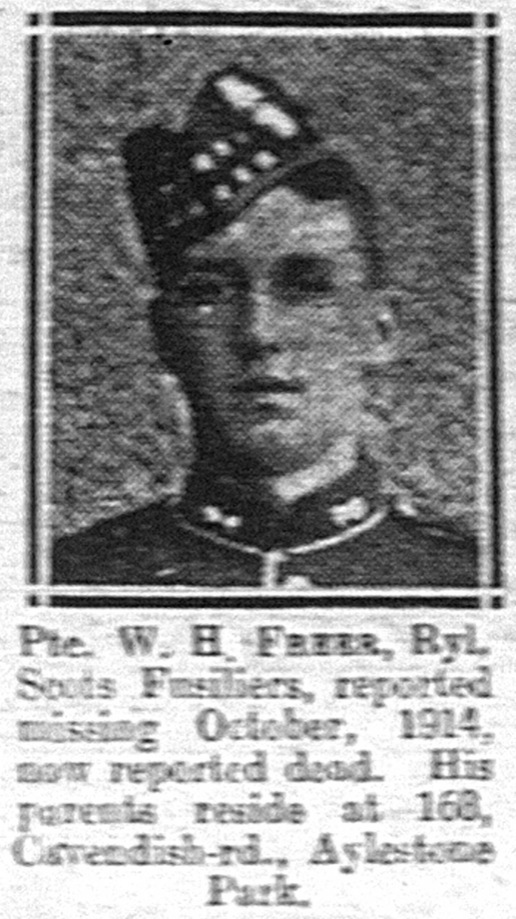 Pte. W. H. FREER, Ryl.
Scots Fusiliers, reported
missing October, 1914,
now reported dead. His
parents reside at 168,
Cavendish-rd., Aylestone
Park.